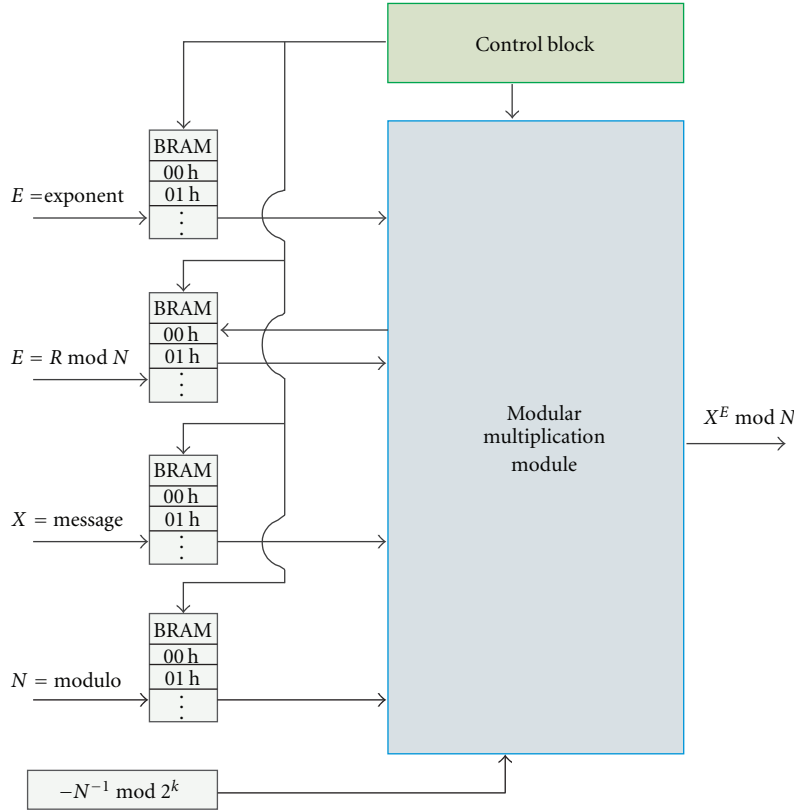 Control block
BRAM
00 h
01 h
⋮
E =exponent
BRAM
00 h
01 h
⋮
E = R mod N
BRAM
00 h
01 h
⋮
X = message
BRAM
00 h
01 h
⋮
N = modulo
Modular
multiplication
module
X^E mod N
−N^−1 mod 2^k